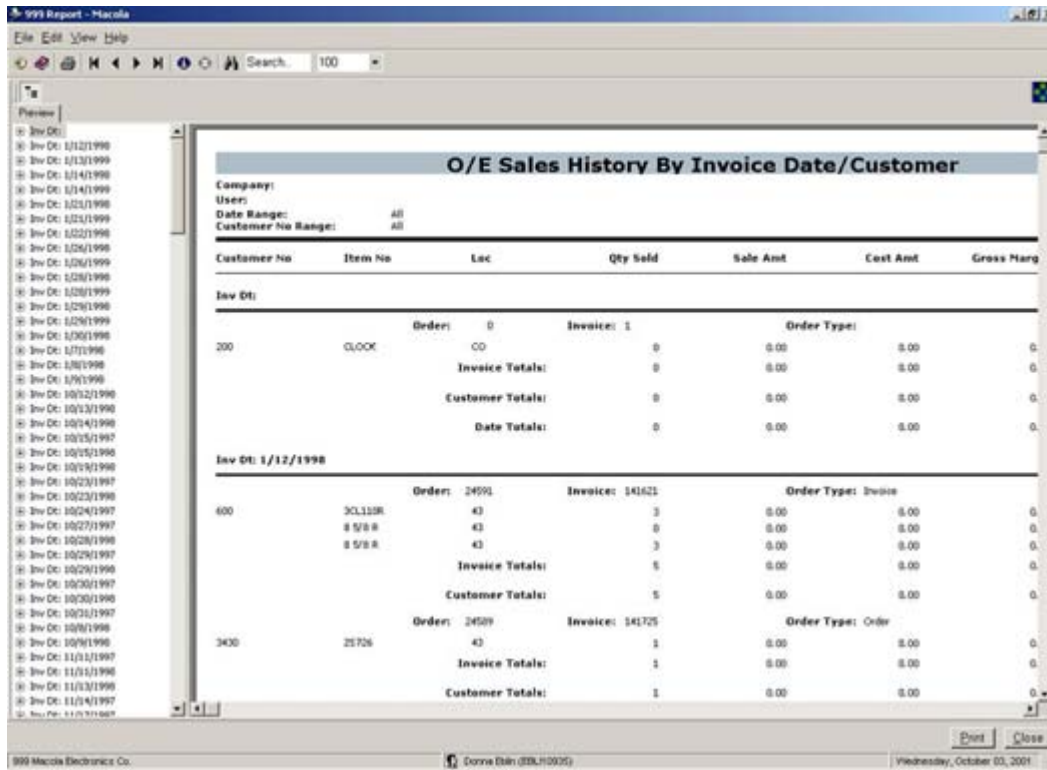 999 Report - Macola
File Edit View Help
Search. 100
Preview
Inv Dt:
Inv Dt: 1/12/1998
Inv Dt: 1/13/1999
Inv Dt: 1/14/1998
Inv Dt: 1/14/1999
Inv Dt: 1/21/1998
Inv Dt: 1/21/1999
Inv Dt: 1/22/1998
Inv Dt: 1/26/1998
Inv Dt: 1/26/1999
Inv Dt: 1/28/1998
Inv Dt: 1/28/1999
Inv Dt: 1/29/1998
Inv Dt: 1/29/1999
Inv Dt: 1/30/1998
Inv Dt: 1/7/1998
Inv Dt: 1/8/1998
Inv Dt: 1/9/1998
Inv Dt: 10/12/1998
Inv Dt: 10/13/1998
Inv Dt: 10/14/1998
Inv Dt: 10/15/1997
Inv Dt: 10/15/1998
Inv Dt: 10/19/1998
Inv Dt: 10/23/1997
Inv Dt: 10/23/1998
Inv Dt: 10/24/1997
Inv Dt: 10/27/1997
Inv Dt: 10/28/1998
Inv Dt: 10/29/1997
Inv Dt: 10/29/1998
Inv Dt: 10/30/1997
Inv Dt: 10/30/1998
Inv Dt: 10/31/1997
Inv Dt: 10/8/1998
Inv Dt: 10/9/1998
Inv Dt: 11/11/1997
Inv Dt: 11/11/1998
Inv Dt: 11/13/1998
Inv Dt: 11/14/1997
Inv Dt: 11/17/1997
O/E Sales History By Invoice Date/Customer
Company:
User:
Date Range: All
Customer No Range: All
Customer No Item No Loc Qty Sold Sale Amt Cost Amt Gross Marg
Inv Dt:
Order: 0 Invoice: 1 Order Type:
200 CLOCK CO 0 0.00 0.00 0.
Invoice Totals: 0 0.00 0.00 0.
Customer Totals: 0 0.00 0.00 0.
Date Totals: 0 0.00 0.00 0.
Inv Dt: 1/12/1998
Order: 24591 Invoice: 141621 Order Type: Invoice
600 3CL110R 43 3 0.00 0.00 0.
8 5/8 R 43 0.00 0.00 0.
8 5/8 R 43 3 0.00 0.00 0.
Invoice Totals: 5 0.00 0.00 0.
Customer Totals: 5 0.00 0.00 0.
Order: 24589 Invoice: 141725 Order Type: Order
3430 25726 43 1 0.00 0.00 0.
Invoice Totals: 1 0.00 0.00 0.
Customer Totals: 1 0.00 0.00 0.
Print Close
999 Macola Electronics Co. Donna Wednesday, October 03, 2001